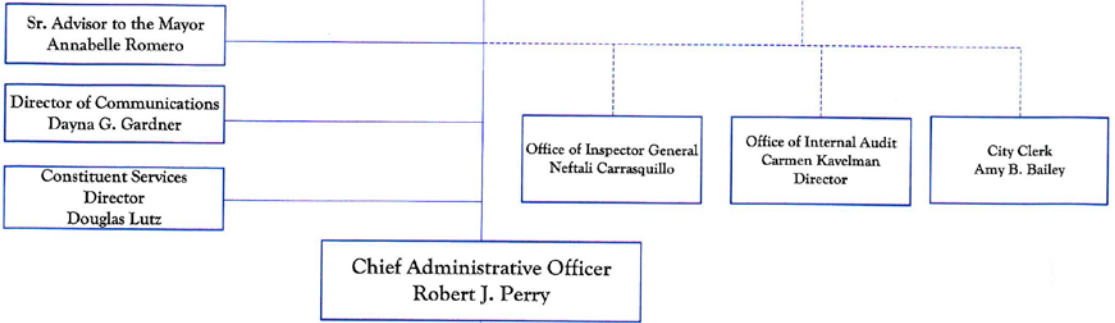 Sr. Advisor to the Mayor
Annabelle Romero
Director of Communications
Dayna G. Gardner
Constituent Services
Director
Douglas Lutz
Office of Inspector General
Neftali Carrasquillo
Office of Internal Audit
Carmen Kavelman
Director
City Clerk
Amy B. Bailey
Chief Administrative Officer
Robert J. Perry